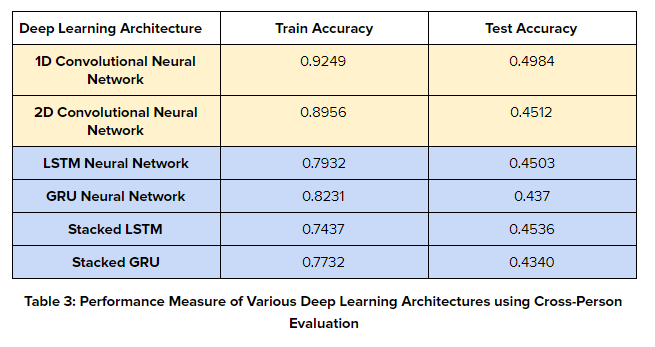 Deep Learning Architecture Train Accuracy Test Accuracy
1D Convolutional Neural 0.9249 0.4984
Network
2D Convolutional Neural 0.8956 0.4512
Network
LSTM Neural Network 0.7932 0.4503
GRU Neural Network 0.8231 0.437
Stacked LSTM 0.7437 0.4536
Stacked GRU 0.7732 0.4340
Table 3: Performance Measure of Various Deep Learning Architectures using Cross-Person
Evaluation